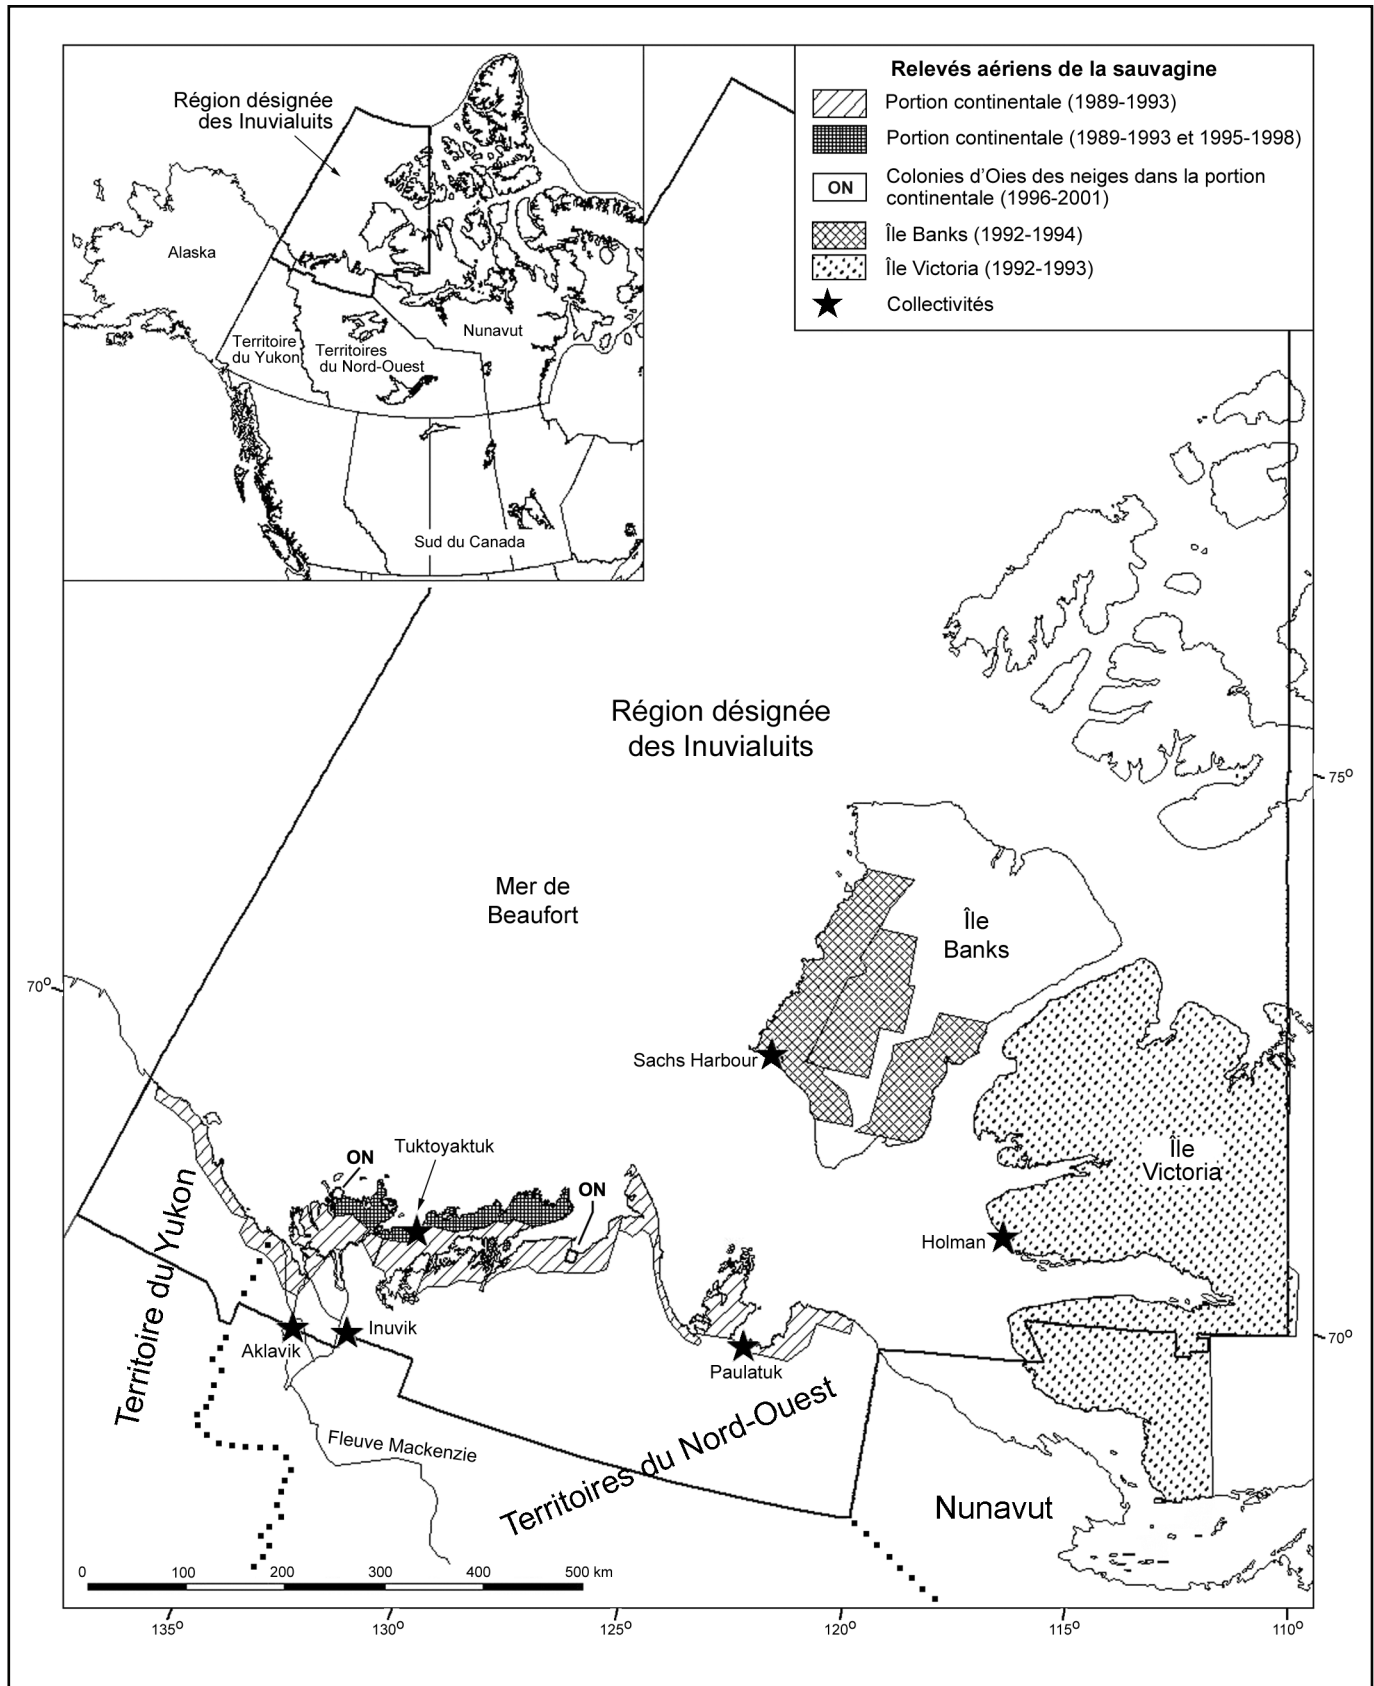 Relevés aériens de la sauvagine
Portion continentale (1989-1993)
Portion continentale (1989-1993 et 1995-1998)
ON
Colonies d'Oies des neiges dans la portion
continentale (1996-2001)
Île Banks (1992-1994)
Île Victoria (1992-1993)
Collectivités
Région désignée
des Inuvialuits
Alaska
Territoire
du Yukon
Territoires
du Nord-Ouest
Nunavut
Sud du Canada
Région désignée
des Inuvialuits
75°
Mer de
Beaufort
Île
Banks
70°
Sachs Harbour
Tuktoyaktuk
ON
ON
Île
Victoria
Holman
Territoire du Yukon
Inuvik
Aklavik
Paulatuk
70°
Fleuve Mackenzie
Territoires du Nord-Ouest
Nunavut
0 100 200 300 400 500 km
135° 130° 125° 120° 115° 110°